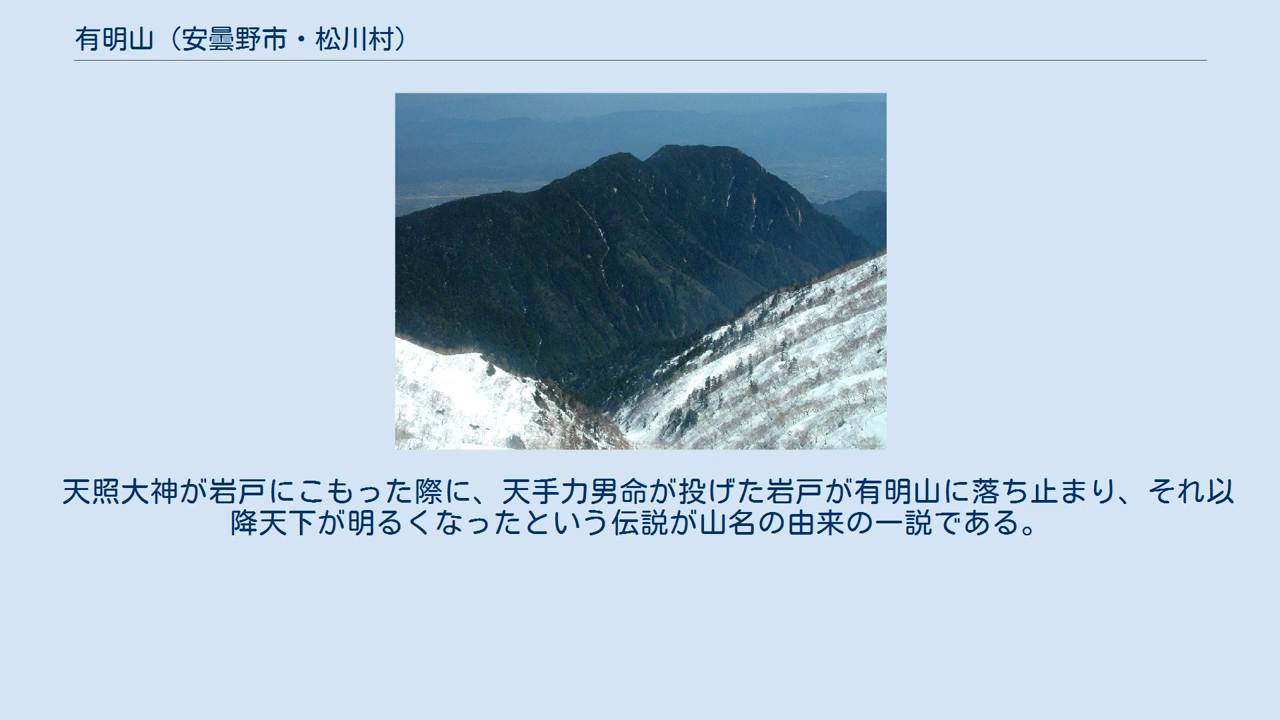 有明山（安曇野市・松川村）
天照大神が岩戸にこもった際に、天手力男命が投げた岩戸が有明山に落ち止まり、それ以
降天下が明るくなったという伝説が山名の由来の一説である。